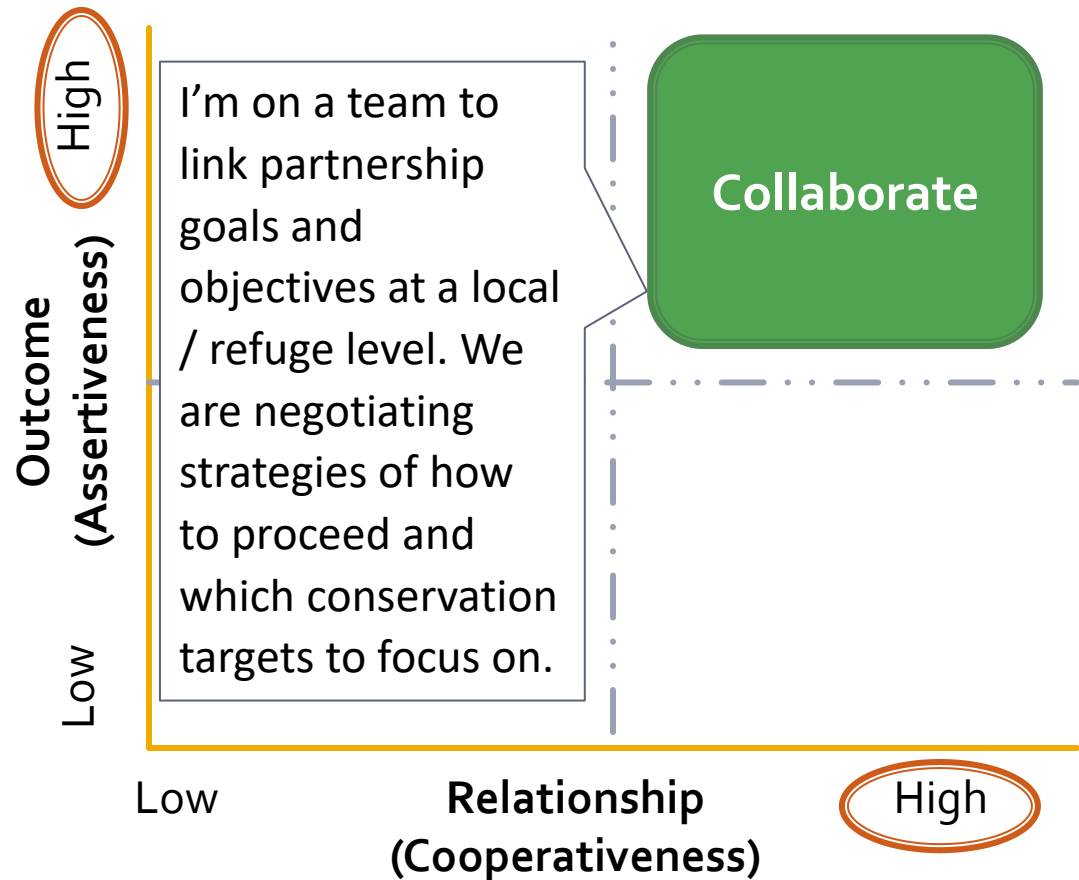 High
I’m on a team to
link partnership
goals and
objectives at a local
/ refuge level. We
are negotiating
strategies of how
to proceed and
which conservation
targets to focus on.
Collaborate
Outcome
(Assertiveness)
Low
Low
Relationship
(Cooperativeness)
High